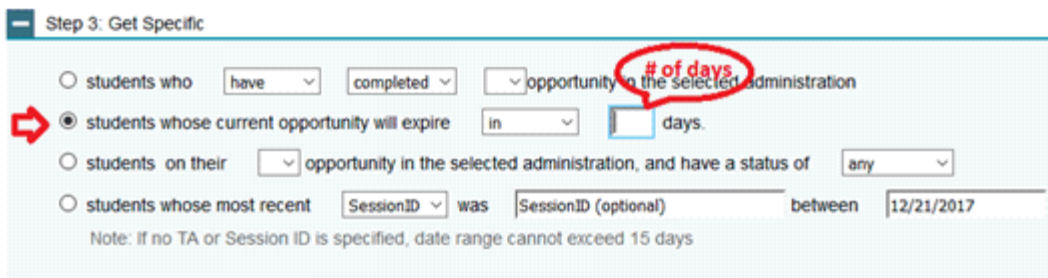 Step 3: Get Specific
# of days
students who have completed opportunity in the selected administration
students whose current opportunity will expire in days.
students on their opportunity in the selected administration, and have a status of any
students whose most recent SessionID was SessionID (optional) between 12/21/2017
Note: If no TA or Session ID is specified, date range cannot exceed 15 days